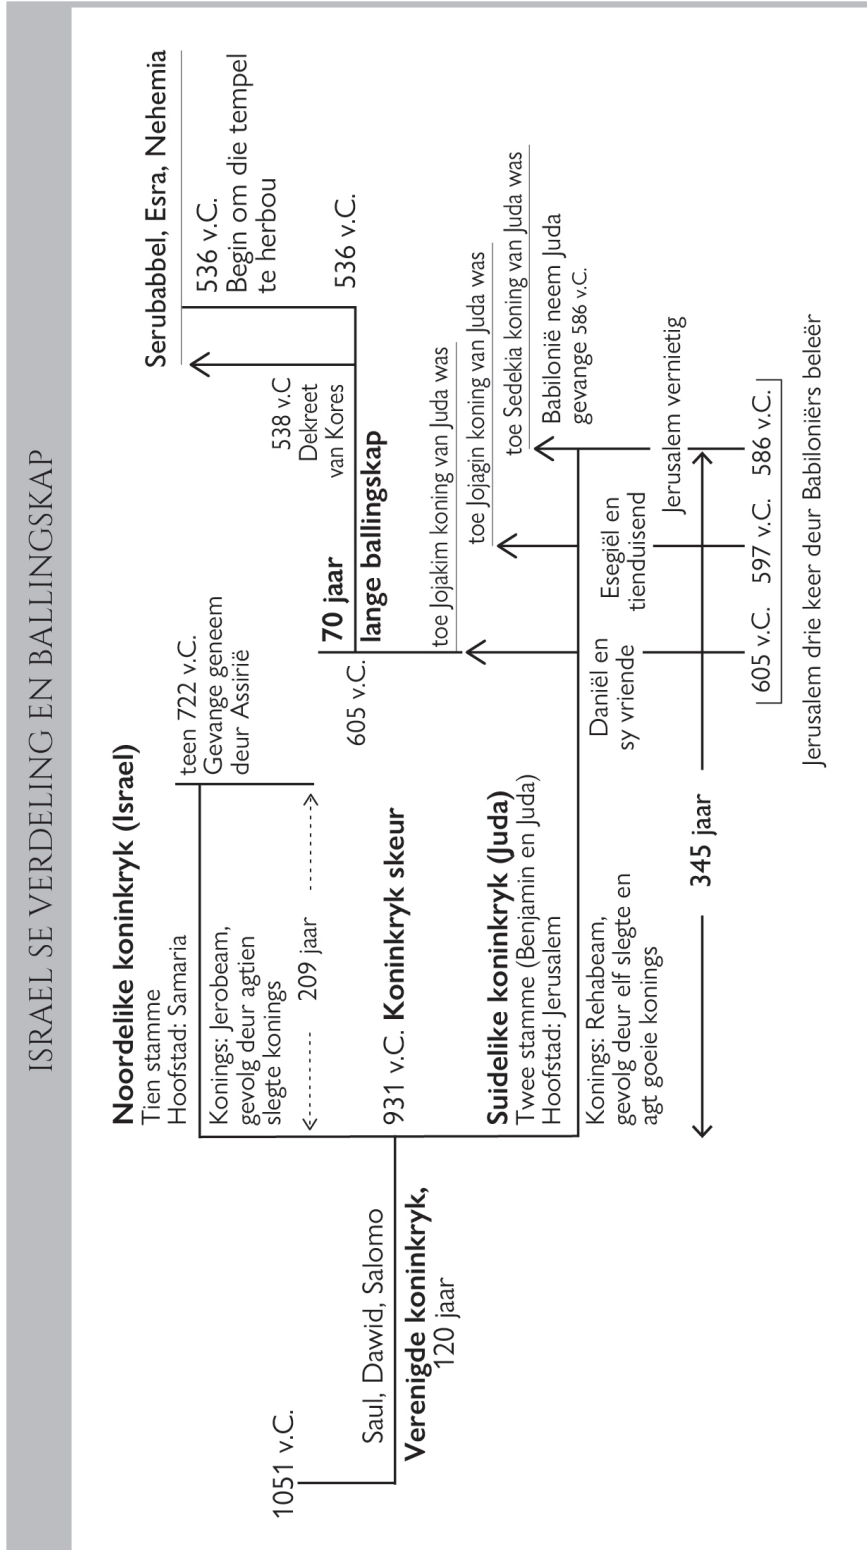 ISRAEL SE VERDELING EN BALLINGSKAP
1051 v.C.
Saul, Dawid, Salomo
Verenigde koninkryk,
120 jaar
Noordelike koninkryk (Israel)
Tien stamme
Hoofstad: Samaria
Konings: Jerobeam,
gevolg deur agtien
slegte konings
209 jaar
teen 722 v.C.
Gevange geneem
deur Assirië
931 v.C. Koninkryk skeur
Suidelike koninkryk (Juda)
Twee stamme (Benjamin en Juda)
Hoofstad: Jerusalem
Konings: Rehabeam,
gevolg deur elf slegte en
agt goeie konings
345 jaar
605 v.C.
70 jaar
lange ballingskap
538 v.C
Dekreet
van Kores
Serubabbel, Esra, Nehemia
536 v.C.
Begin om die tempel
te herbou
536 v.C.
toe Jojakim koning van Juda was
toe Jojagin koning van Juda was
toe Sedekia koning van Juda was
Babilonië neem Juda
gevange 586 v.C.
Daniël en
sy vriende
Esegiël en
tienduisend
Jerusalem vernietig
605 v.C. 597 v.C. 586 v.C.
Jerusalem drie keer deur Babiloniërs beleër